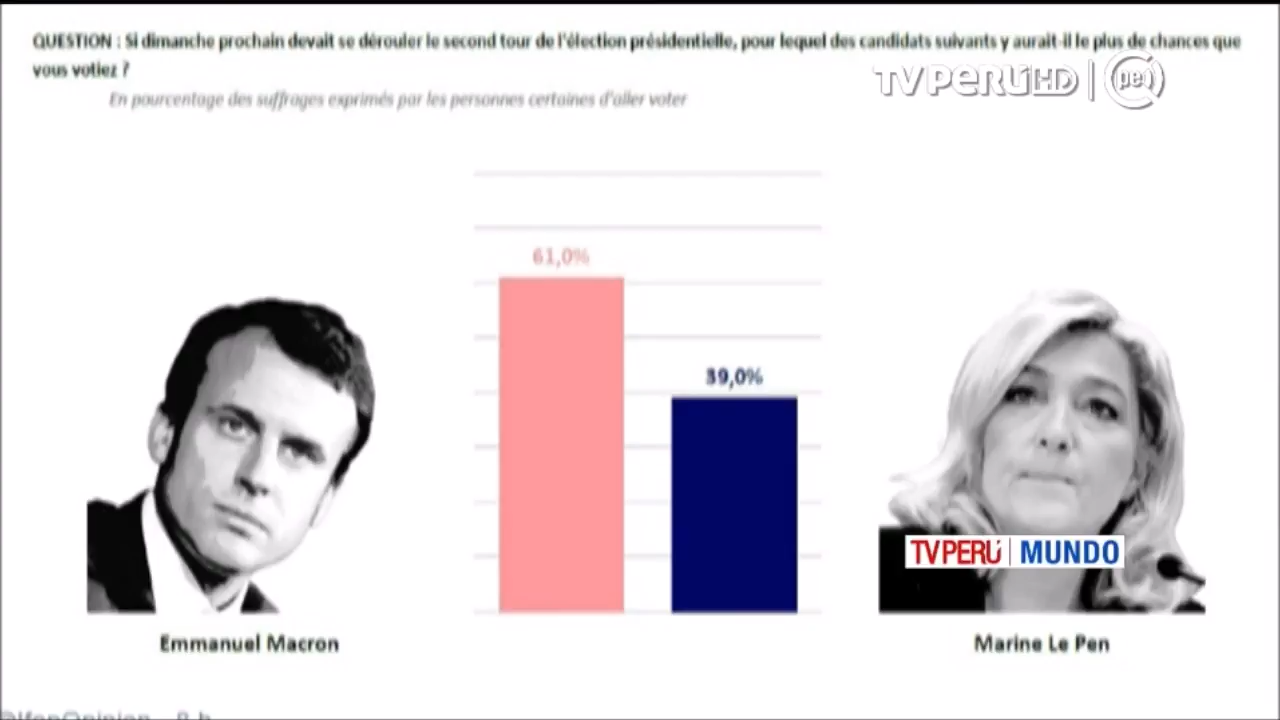 QUESTION : Si dimanche prochain devait se dérouler le second tour de l'élection présidentielle, pour lequel des candidats suivants y aurait-il le plus de chances que
vous votiez ?
TVPERÚHD | pe
En pourcentage des suffrages exprimés par les personnes certaines d'aller voter
61,0%
39,0%
TVPERÚ | MUNDO
Emmanuel Macron
Marine Le Pen